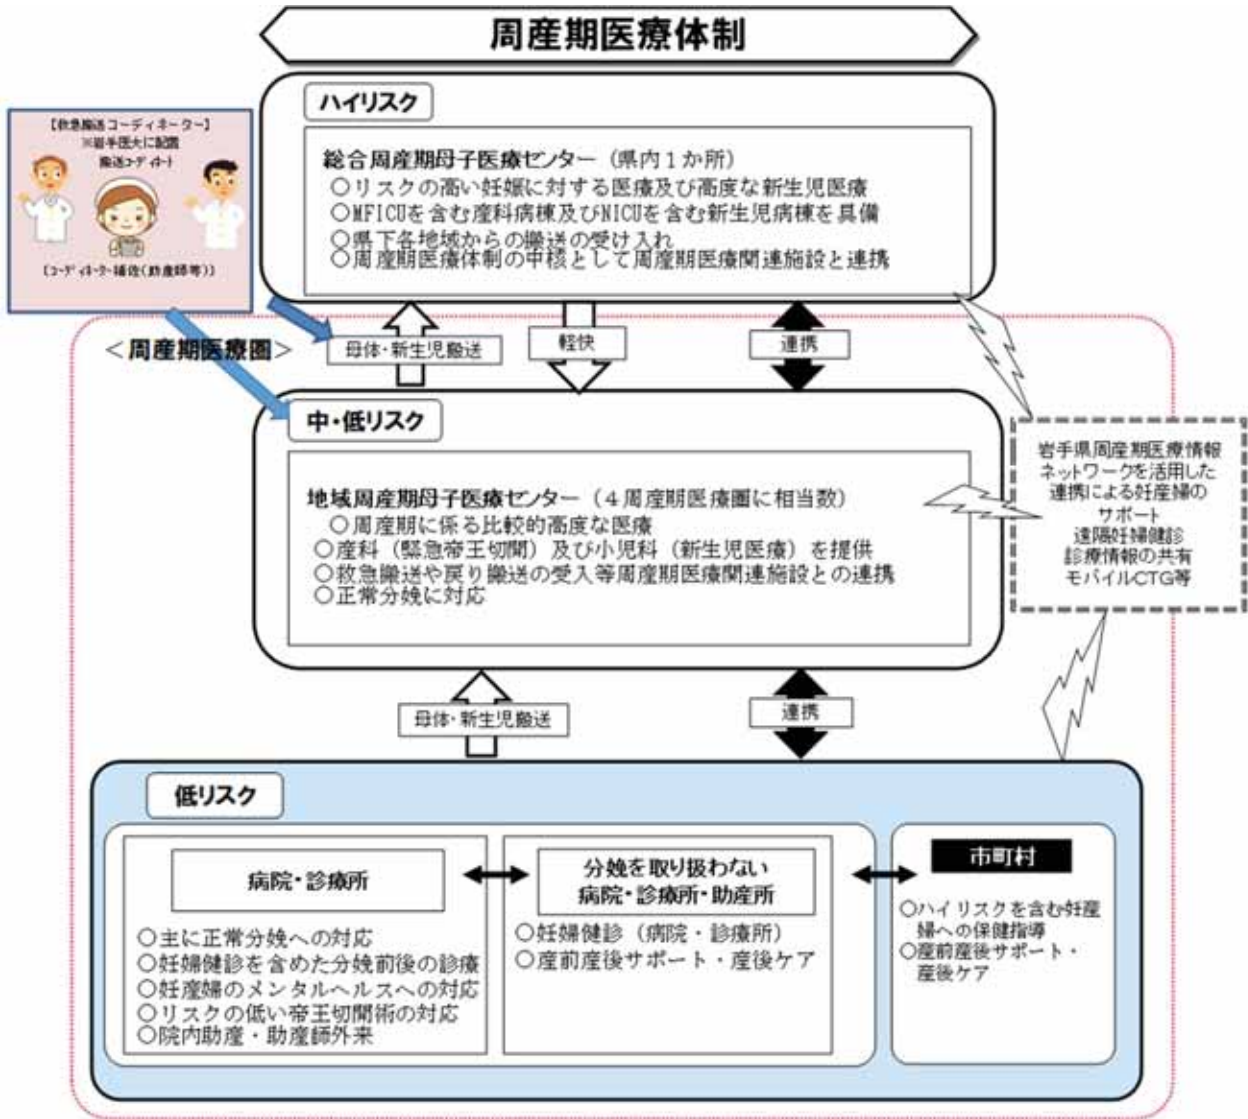 周産期医療体制
ハイリスク
総合周産期母子医療センター（県内１か所）
○リスクの高い妊娠に対する医療及び高度な新生児医療
○MFICUを含む産科病棟及びNICUを含む新生児病棟を具備
○県下各地域からの搬送の受け入れ
○周産期医療体制の中核として周産期医療関連施設と連携
【救急搬送コーディネーター】
※岩手医大に配置
搬送コーディネート
（コーディネーター補佐（助産師等））
＜周産期医療圏＞
母体・新生児搬送
軽快
連携
中・低リスク
地域周産期母子医療センター（４周産期医療圏に相当数）
○周産期に係る比較的高度な医療
○産科（緊急帝王切開）及び小児科（新生児医療）を提供
○救急搬送や戻り搬送の受入等周産期医療関連施設との連携
○正常分娩に対応
岩手県周産期医療情報
ネットワークを活用した
連携による妊産婦の
サポート
遠隔妊婦健診
診療情報の共有
モバイルCTG等
母体・新生児搬送
連携
低リスク
病院・診療所
○主に正常分娩への対応
○妊婦健診を含めた分娩前後の診療
○妊産婦のメンタルヘルスへの対応
○リスクの低い帝王切開術の対応
○院内助産・助産師外来
分娩を取り扱わない
病院・診療所・助産所
○妊婦健診（病院・診療所）
○産前産後サポート・産後ケア
市町村
○ハイリスクを含む妊産
婦への保健指導
○産前産後サポート・
産後ケア